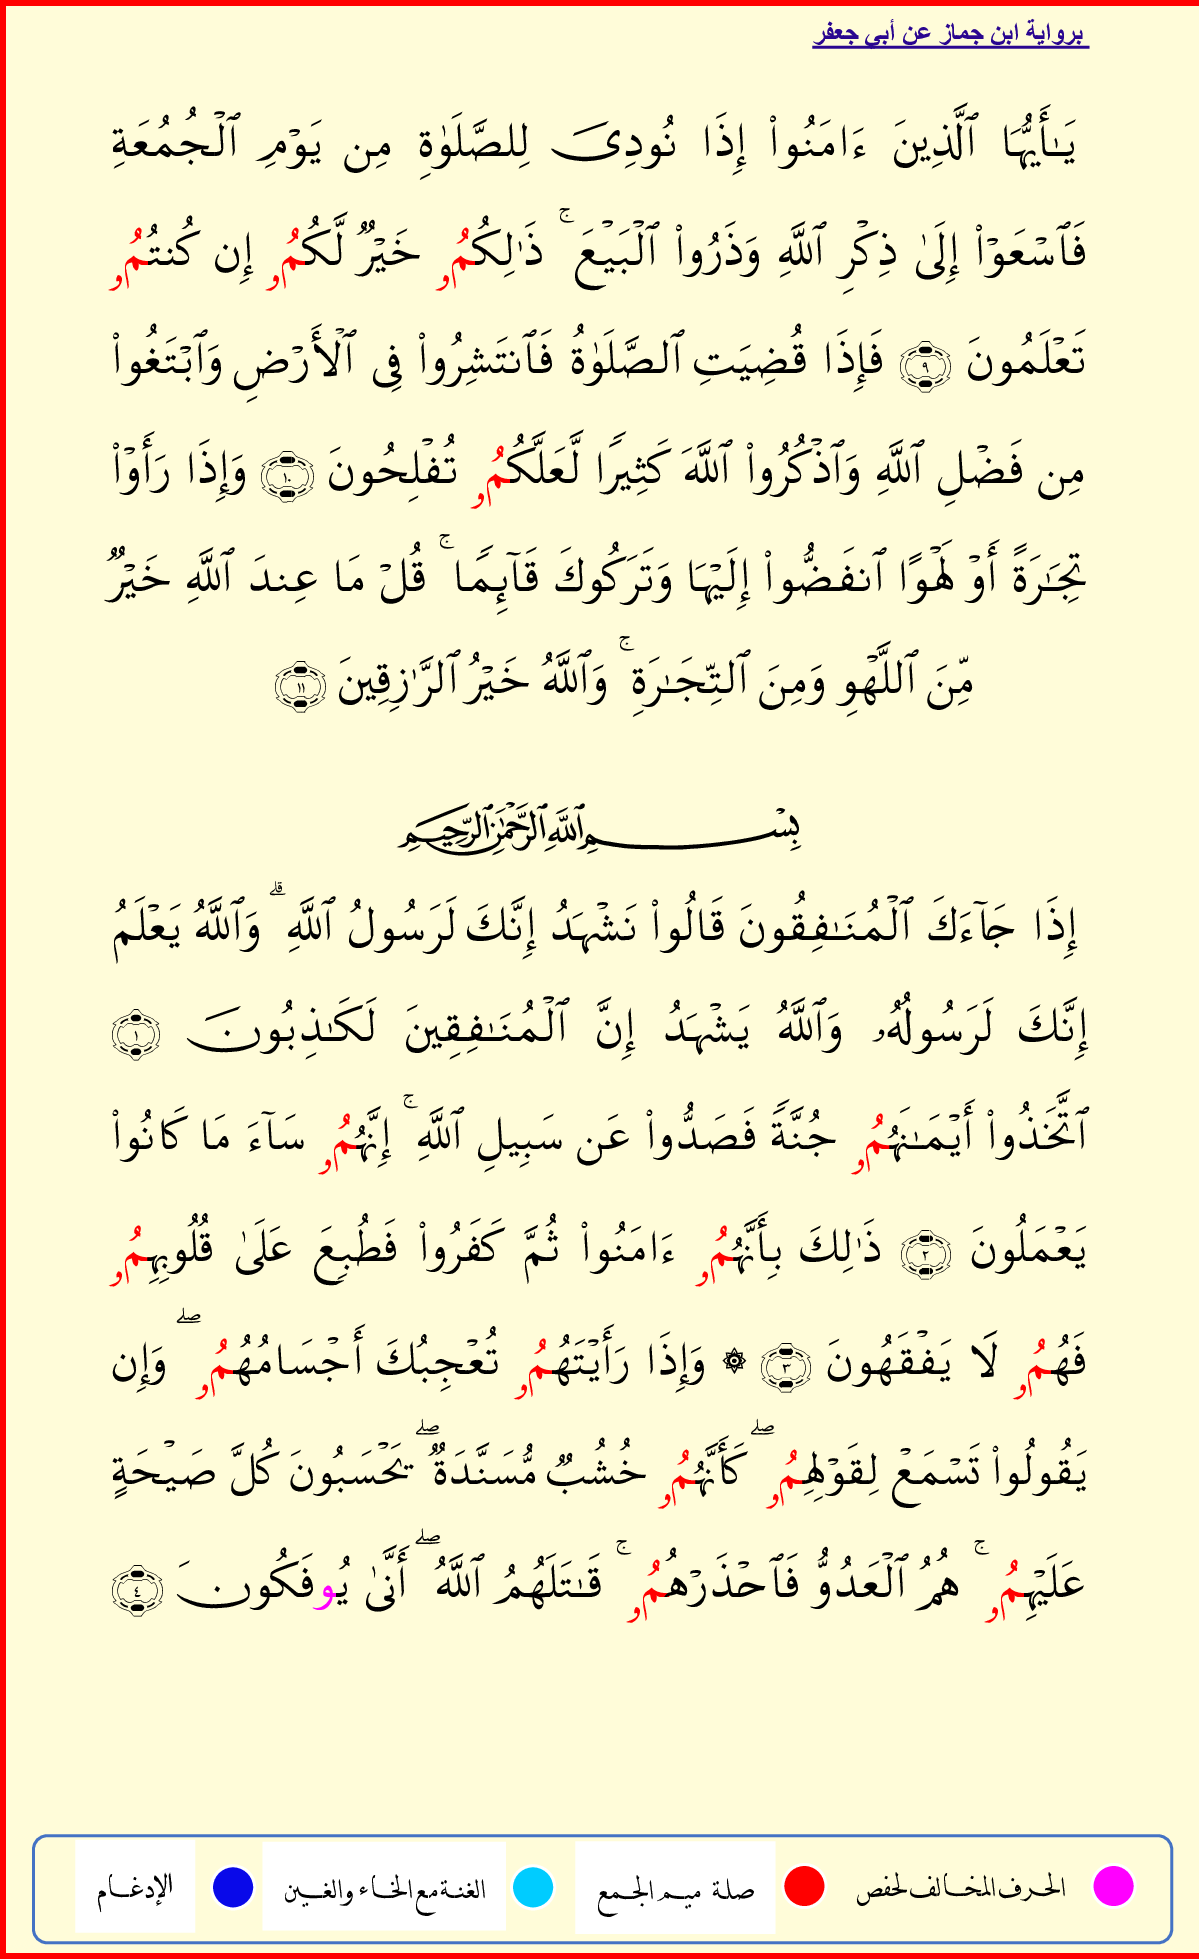 برواية ابن جماز عن أبي جعفر
يَـٰٓأَيُّهَا ٱلَّذِينَ ءَامَنُوا۟ إِذَا نُودِىَ لِلصَّلَوٰةِ مِن يَوْمِ ٱلْجُمُعَةِ
فَٱسْعَوْا۟ إِلَىٰ ذِكْرِ ٱللَّهِ وَذَرُوا۟ ٱلْبَيْعَ ۚ ذَٰلِكُمُۥ خَيْرٌ لَّكُمُۥ إِن كُنتُمُۥ
تَعْلَمُونَ ٩ فَإِذَا قُضِيَتِ ٱلصَّلَوٰةُ فَٱنتَشِرُوا۟ فِى ٱلْأَرْضِ وَٱبْتَغُوا۟
مِن فَضْلِ ٱللَّهِ وَٱذْكُرُوا۟ ٱللَّهَ كَثِيرًا لَّعَلَّكُمُۥ تُفْلِحُونَ ١٠ وَإِذَا رَأَوْا۟
تِجَـٰرَةً أَوْ لَهْوًا ٱنفَضُّوا۟ إِلَيْهَا وَتَرَكُوكَ قَآئِمًا ۚ قُلْ مَا عِندَ ٱللَّهِ خَيْرٌ
مِّنَ ٱللَّهْوِ وَمِنَ ٱلتِّجَـٰرَةِ ۚ وَٱللَّهُ خَيْرُ ٱلرَّٰزِقِينَ ١١
بِسْمِ ٱللَّهِ ٱلرَّحْمَـٰنِ ٱلرَّحِيمِ
إِذَا جَآءَكَ ٱلْمُنَـٰفِقُونَ قَالُوا۟ نَشْهَدُ إِنَّكَ لَرَسُولُ ٱللَّهِ ۗ وَٱللَّهُ يَعْلَمُ
إِنَّكَ لَرَسُولُهُۥ وَٱللَّهُ يَشْهَدُ إِنَّ ٱلْمُنَـٰفِقِينَ لَكَـٰذِبُونَ ١
ٱتَّخَذُوا۟ أَيْمَـٰنَهُمُۥ جُنَّةً فَصَدُّوا۟ عَن سَبِيلِ ٱللَّهِ ۚ إِنَّهُمُۥ سَآءَ مَا كَانُوا۟
يَعْمَلُونَ ٢ ذَٰلِكَ بِأَنَّهُمُۥ ءَامَنُوا۟ ثُمَّ كَفَرُوا۟ فَطُبِعَ عَلَىٰ قُلُوبِهِمُۥ
فَهُمُۥ لَا يَفْقَهُونَ ٣ ۞ وَإِذَا رَأَيْتَهُمُۥ تُعْجِبُكَ أَجْسَامُهُمُۥ ۖ وَإِن
يَقُولُوا۟ تَسْمَعْ لِقَوْلِهِمُۥ ۖ كَأَنَّهُمُۥ خُشُبٌ مُّسَنَّدَةٌ ۖ يَحْسَبُونَ كُلَّ صَيْحَةٍ
عَلَيْهِمُۥ ۚ هُمُ ٱلْعَدُوُّ فَٱحْذَرْهُمُۥ ۚ قَـٰتَلَهُمُ ٱللَّهُ ۖ أَنَّىٰ يُوفَكُونَ ٤
الحرف المخالف لحفص صلة ميم الجمع الغنة مع الخاء والغين الإدغام